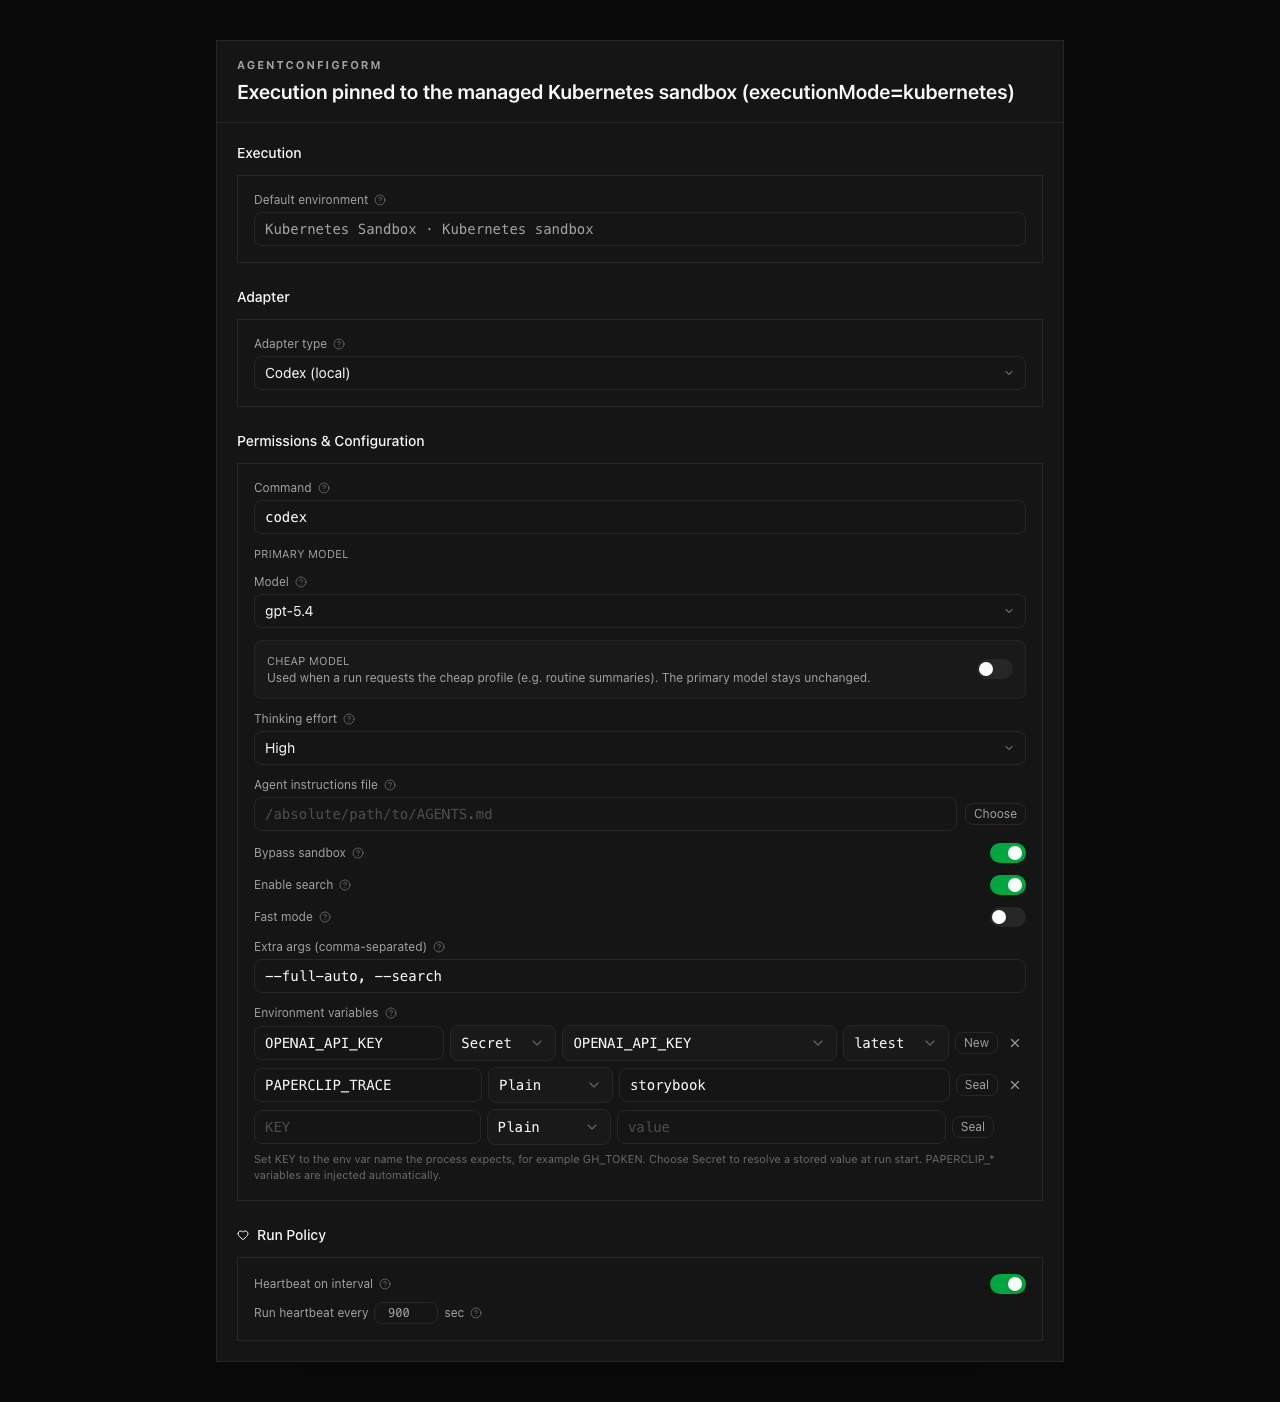 AGENTCONFIGFORM
Execution pinned to the managed Kubernetes sandbox (executionMode=kubernetes)
Execution
Default environment
Kubernetes Sandbox · Kubernetes sandbox
Adapter
Adapter type
Codex (local)
Permissions & Configuration
Command
codex
PRIMARY MODEL
Model
gpt-5.4
CHEAP MODEL
Used when a run requests the cheap profile (e.g. routine summaries). The primary model stays unchanged.
Thinking effort
High
Agent instructions file
/absolute/path/to/AGENTS.md Choose
Bypass sandbox
Enable search
Fast mode
Extra args (comma-separated)
--full-auto, --search
Environment variables
OPENAI_API_KEY Secret OPENAI_API_KEY latest New
PAPERCLIP_TRACE Plain storybook Seal
KEY Plain value Seal
Set KEY to the env var name the process expects, for example GH_TOKEN. Choose Secret to resolve a stored value at run start. PAPERCLIP_*
variables are injected automatically.
Run Policy
Heartbeat on interval
Run heartbeat every 900 sec